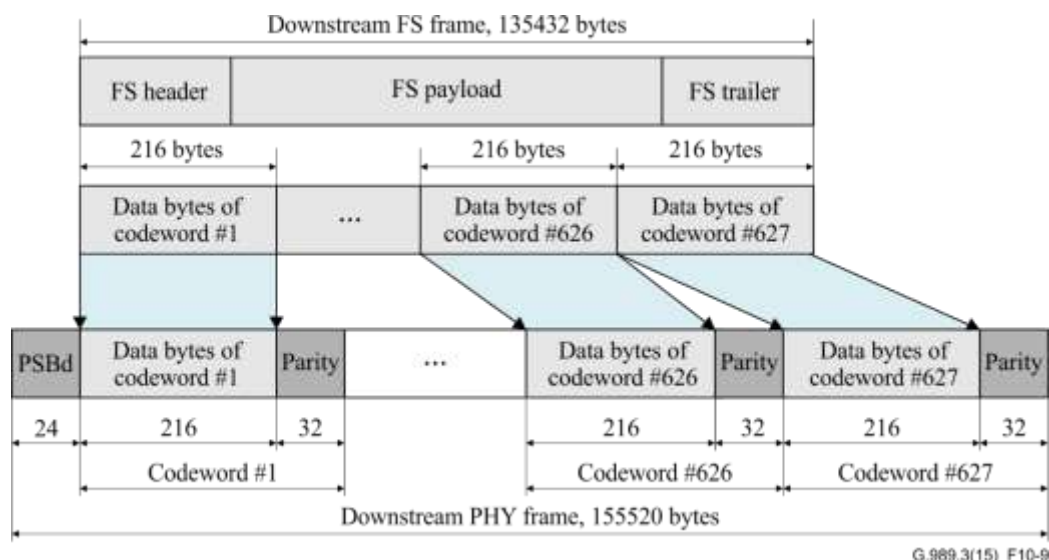 Downstream FS frame, 135432 bytes
FS header
FS payload
FS trailer
216 bytes
216 bytes
216 bytes
Data bytes of
codeword #1
...
Data bytes of
codeword #626
Data bytes of
codeword #627
PSBd
Data bytes of
codeword #1
Parity
...
Data bytes of
codeword #626
Parity
Data bytes of
codeword #627
Parity
24
216
32
216
32
216
32
Codeword #1
Codeword #626
Codeword #627
Downstream PHY frame, 155520 bytes
G.989.3(15)_F10-9